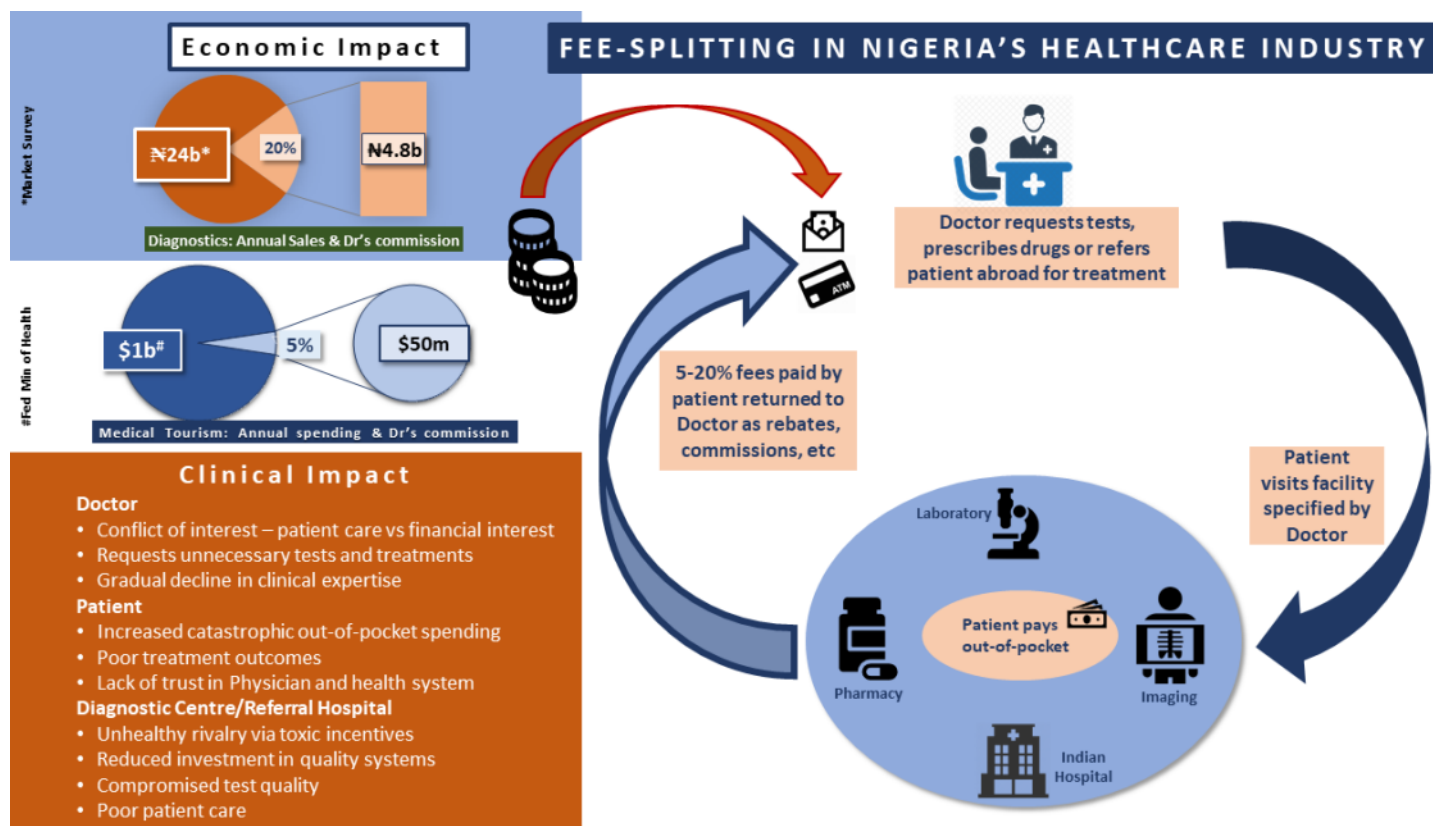 Economic Impact
FEE-SPLITTING IN NIGERIA’S HEALTHCARE INDUSTRY
*Market Survey
₦24b*
20%
₦4.8b
Diagnostics: Annual Sales & Dr’s commission
#Fed Min of Health
$1b#
5%
$50m
Medical Tourism: Annual spending & Dr’s commission
Clinical Impact
Doctor
• Conflict of interest – patient care vs financial interest
• Requests unnecessary tests and treatments
• Gradual decline in clinical expertise
Patient
• Increased catastrophic out-of-pocket spending
• Poor treatment outcomes
• Lack of trust in Physician and health system
Diagnostic Centre/Referral Hospital
• Unhealthy rivalry via toxic incentives
• Reduced investment in quality systems
• Compromised test quality
• Poor patient care
Doctor requests tests,
prescribes drugs or refers
patient abroad for treatment
ATM
5-20% fees paid by
patient returned to
Doctor as rebates,
commissions, etc
Patient
visits facility
specified by
Doctor
Laboratory
Patient pays
out-of-pocket
Pharmacy
Imaging
Indian
Hospital